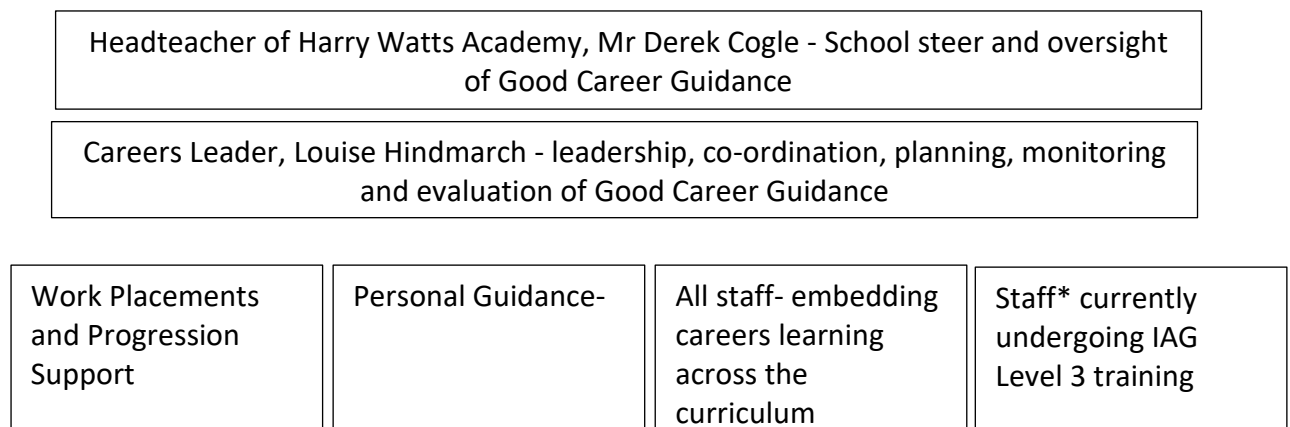 Headteacher of Harry Watts Academy, Mr Derek Cogle - School steer and oversight
of Good Career Guidance
Careers Leader, Louise Hindmarch - leadership, co-ordination, planning, monitoring
and evaluation of Good Career Guidance
Work Placements
and Progression
Support
Personal Guidance-
All staff- embedding
careers learning
across the
curriculum
Staff* currently
undergoing IAG
Level 3 training